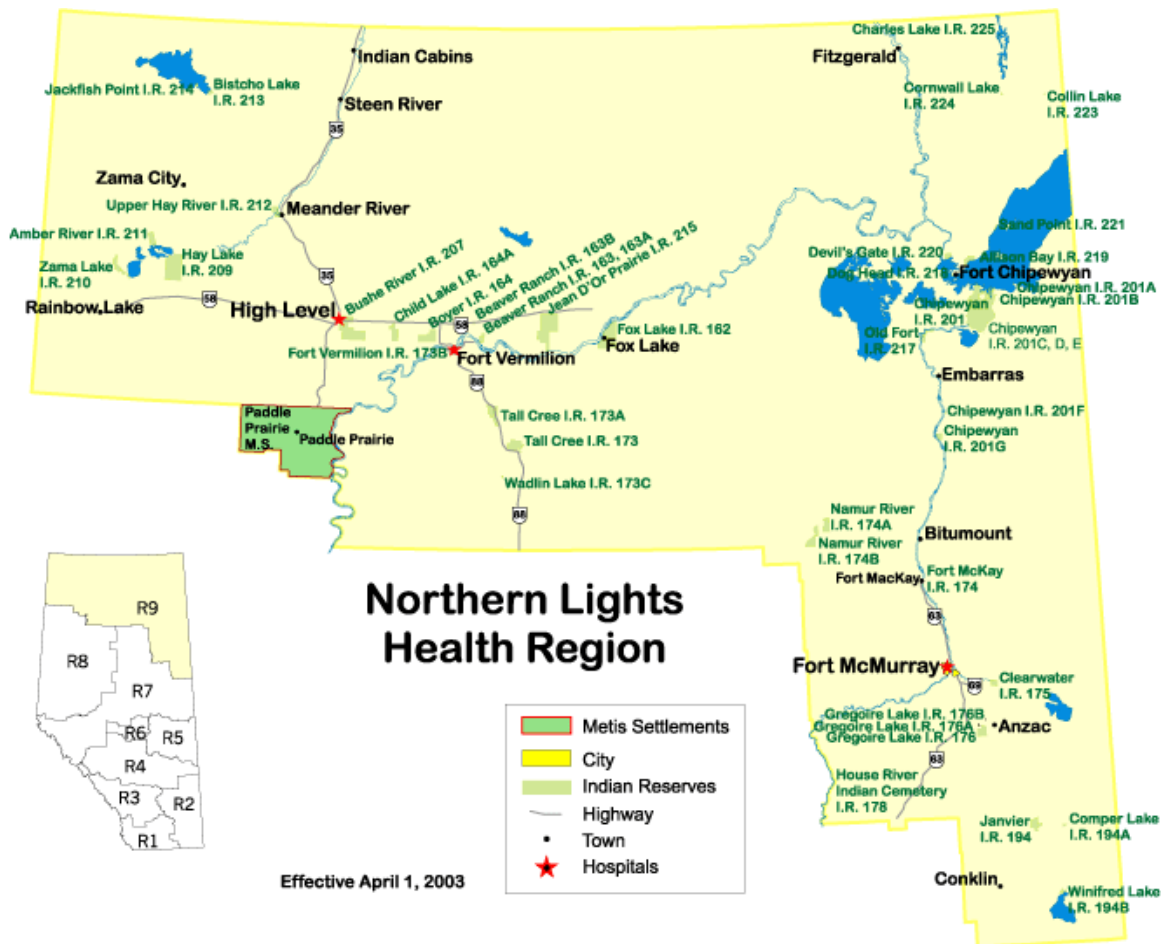 Charles Lake I.R. 225
Indian Cabins
Fitzgerald
Jackfish Point I.R. 214
Bistcho Lake
I.R. 213
Cornwall Lake
I.R. 224
Collin Lake
I.R. 223
Steen River
35
Zama City
Upper Hay River I.R. 212
Meander River
Amber River I.R. 211
Hay Lake
I.R. 209
Zama Lake
I.R. 210
Sand Point I.R. 221
Devil's Gate I.R. 220
Allison Bay I.R. 219
Dog Head I.R. 218
Fort Chipewyan
Chipewyan I.R. 201A
Chipewyan I.R. 201B
Chipewyan
I.R. 201
Chipewyan
I.R. 201C, D, E
Old Fort
I.R. 217
35
Rainbow Lake
58
High Level
Bushe River I.R. 207
Child Lake I.R. 164A
Boyer I.R. 164
Beaver Ranch I.R. 163B
Beaver Ranch I.R. 163, 163A
Jean D'Or Prairie I.R. 215
58
Fox Lake I.R. 162
Fox Lake
Fort Vermilion I.R. 173B
Fort Vermilion
88
Embarras
Paddle
Prairie
M.S.
Paddle Prairie
Tall Cree I.R. 173A
Tall Cree I.R. 173
Chipewyan I.R. 201F
Chipewyan
I.R. 201G
Wadlin Lake I.R. 173C
88
Namur River
I.R. 174A
Namur River
I.R. 174B
Bitumount
Fort MacKay
Fort McKay
I.R. 174
63
Northern Lights
Health Region
R9
R8
R7
R6
R5
R4
R3
R2
R1
Fort McMurray
69
Clearwater
I.R. 175
Gregoire Lake I.R. 176B
Gregoire Lake I.R. 176A
Gregoire Lake I.R. 176
Anzac
63
House River
Indian Cemetery
I.R. 178
Janvier
I.R. 194
Comper Lake
I.R. 194A
Conklin
Winifred Lake
I.R. 194B
Metis Settlements
City
Indian Reserves
Highway
Town
Hospitals
Effective April 1, 2003